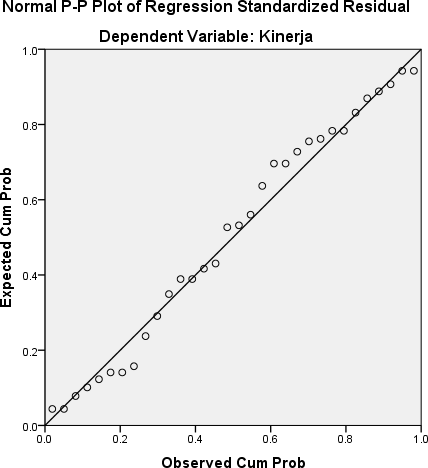 Normal P-P Plot of Regression Standardized Residual
Dependent Variable: Kinerja
1.0
0.8
0.6
0.4
0.2
0.0
Expected Cum Prob
0.0 0.2 0.4 0.6 0.8 1.0
Observed Cum Prob